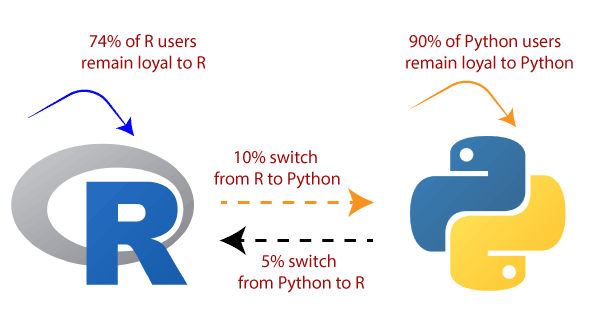 74% of R users
remain loyal to R
90% of Python users
remain loyal to Python
10% switch
from R to Python
5% switch
from Python to R
R